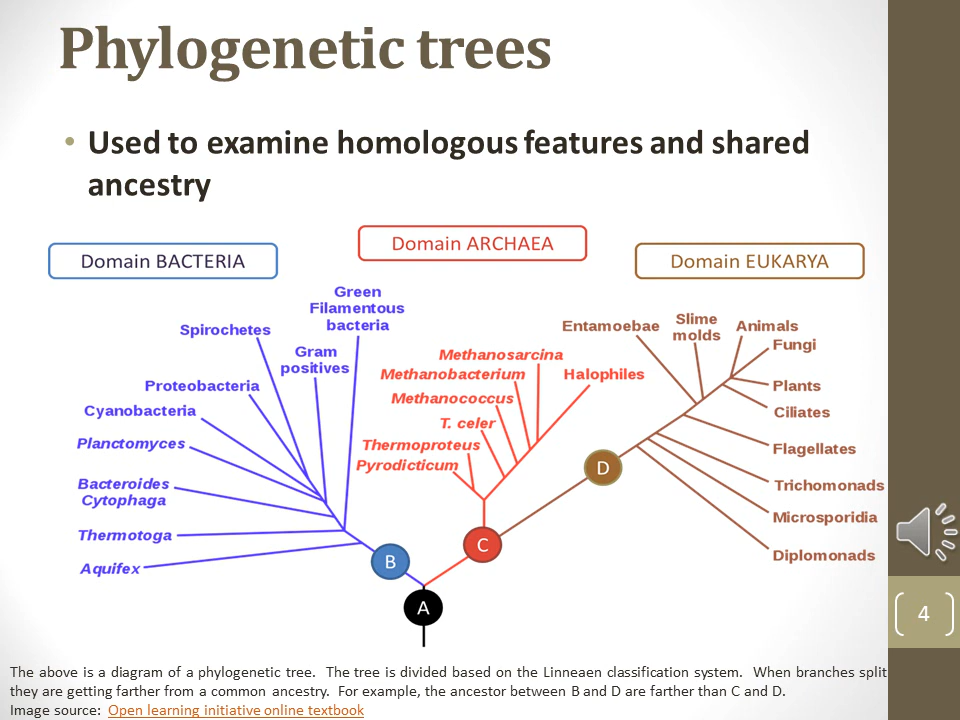 Phylogenetic trees
• Used to examine homologous features and shared
ancestry
Domain BACTERIA
Domain ARCHAEA
Domain EUKARYA
Green
Filamentous
bacteria
Spirochetes
Gram
positives
Proteobacteria
Cyanobacteria
Planctomyces
Bacteroides
Cytophaga
Thermotoga
Aquifex
Methanosarcina
Methanobacterium
Halophiles
Methanococcus
T. celer
Thermoproteus
Pyrodicticum
Entamoebae
Slime
molds
Animals
Fungi
Plants
Ciliates
Flagellates
Trichomonads
Microsporidia
Diplomonads
D
C
B
A
4
The above is a diagram of a phylogenetic tree. The tree is divided based on the Linneaen classification system. When branches split
they are getting farther from a common ancestry. For example, the ancestor between B and D are farther than C and D.
Image source: Open learning initiative online textbook